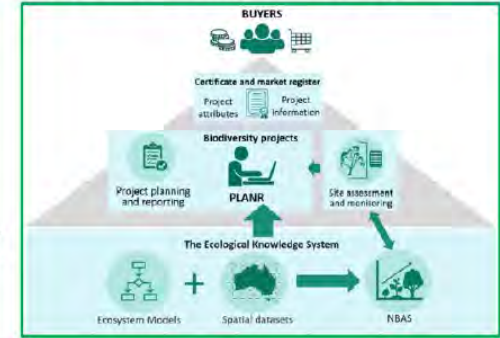 BUYERS
Certificate and market register
Project
attributes
Project
information
Biodiversity projects
Project planning
and reporting
PLANR
Site assessment
and monitoring
The Ecological Knowledge System
Ecosystem Models
Spatial datasets
NBAS